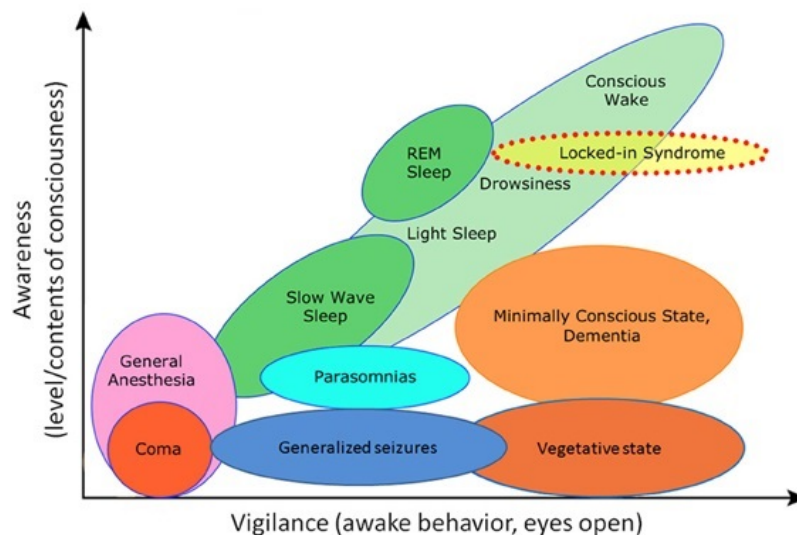 Awareness
(level/contents of consciousness)
Conscious
Wake
REM
Sleep
Locked-in Syndrome
Drowsiness
Light Sleep
Slow Wave
Sleep
Minimally Conscious State,
Dementia
General
Anesthesia
Parasomnias
Coma
Generalized seizures
Vegetative state
Vigilance (awake behavior, eyes open)